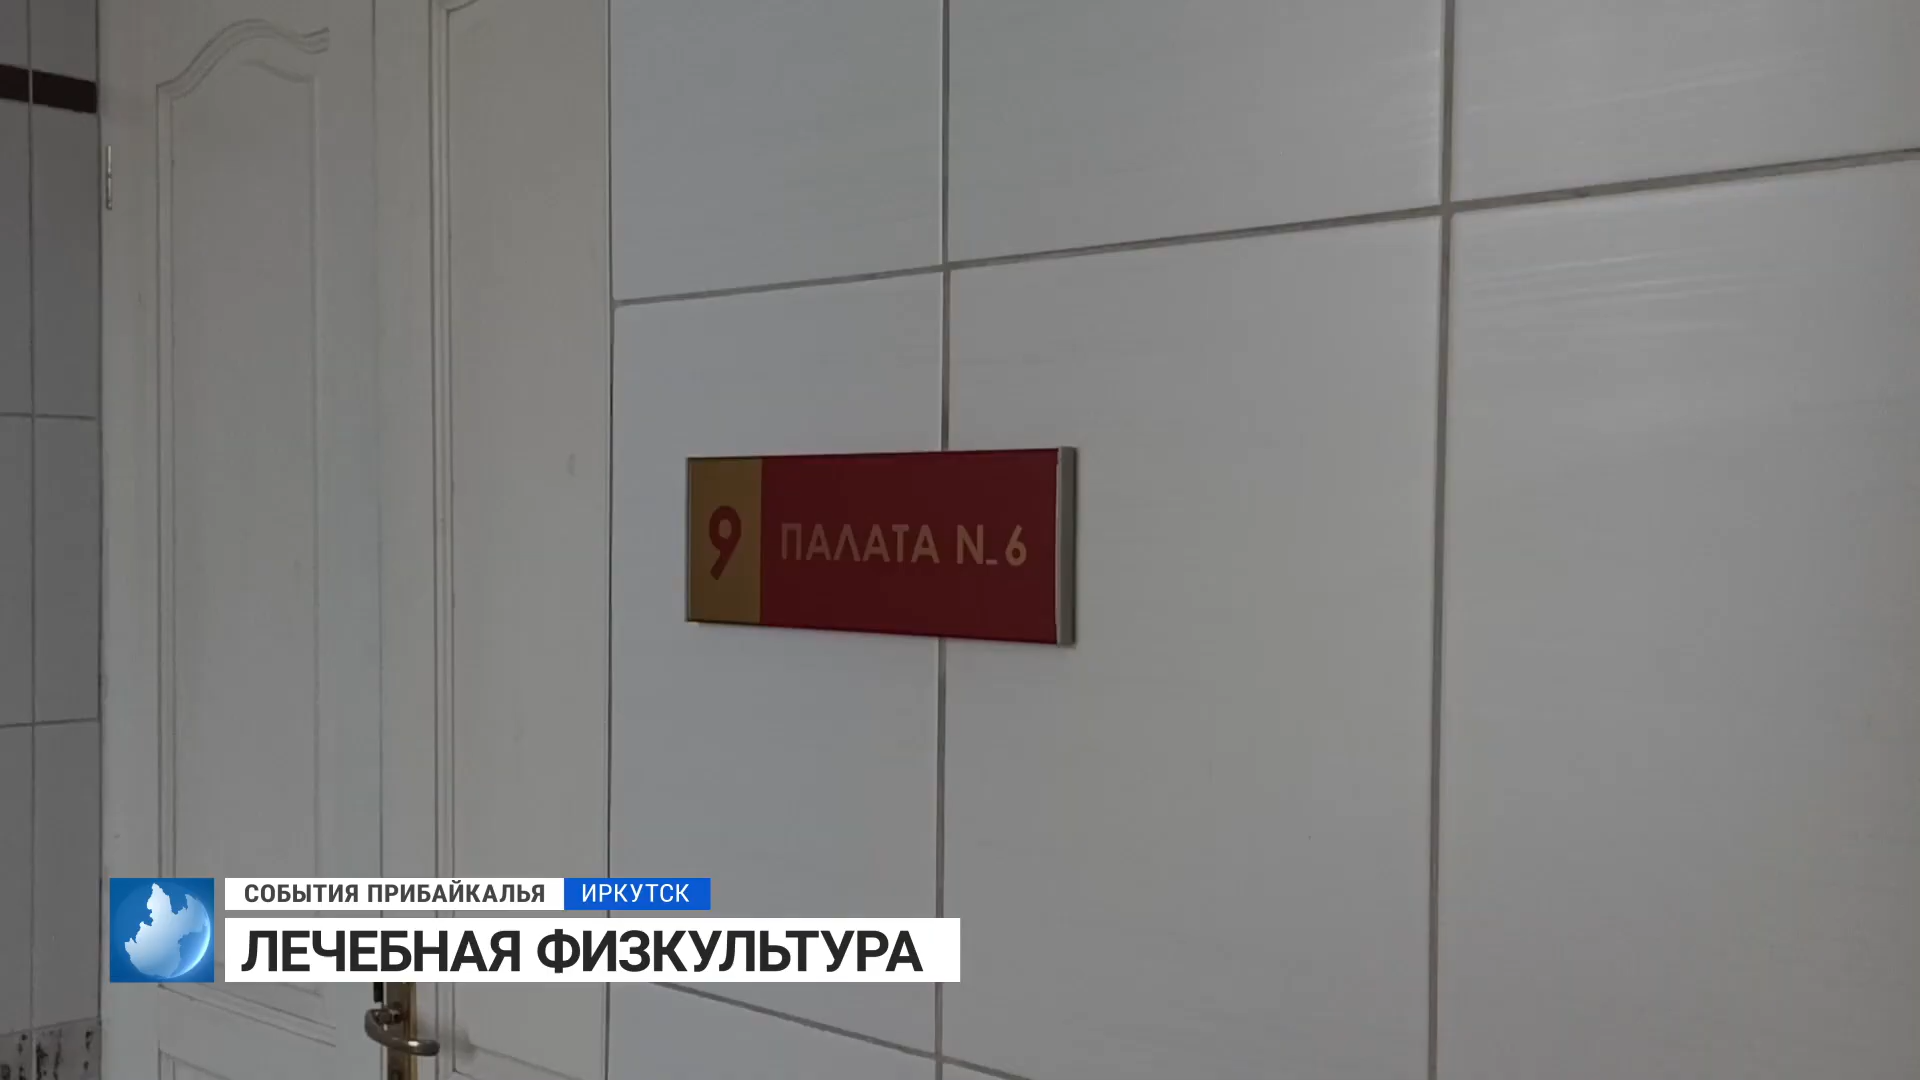 9 ПАЛАТА N_6
СОБЫТИЯ ПРИБАЙКАЛЬЯ ИРКУТСК
ЛЕЧЕБНАЯ ФИЗКУЛЬТУРА